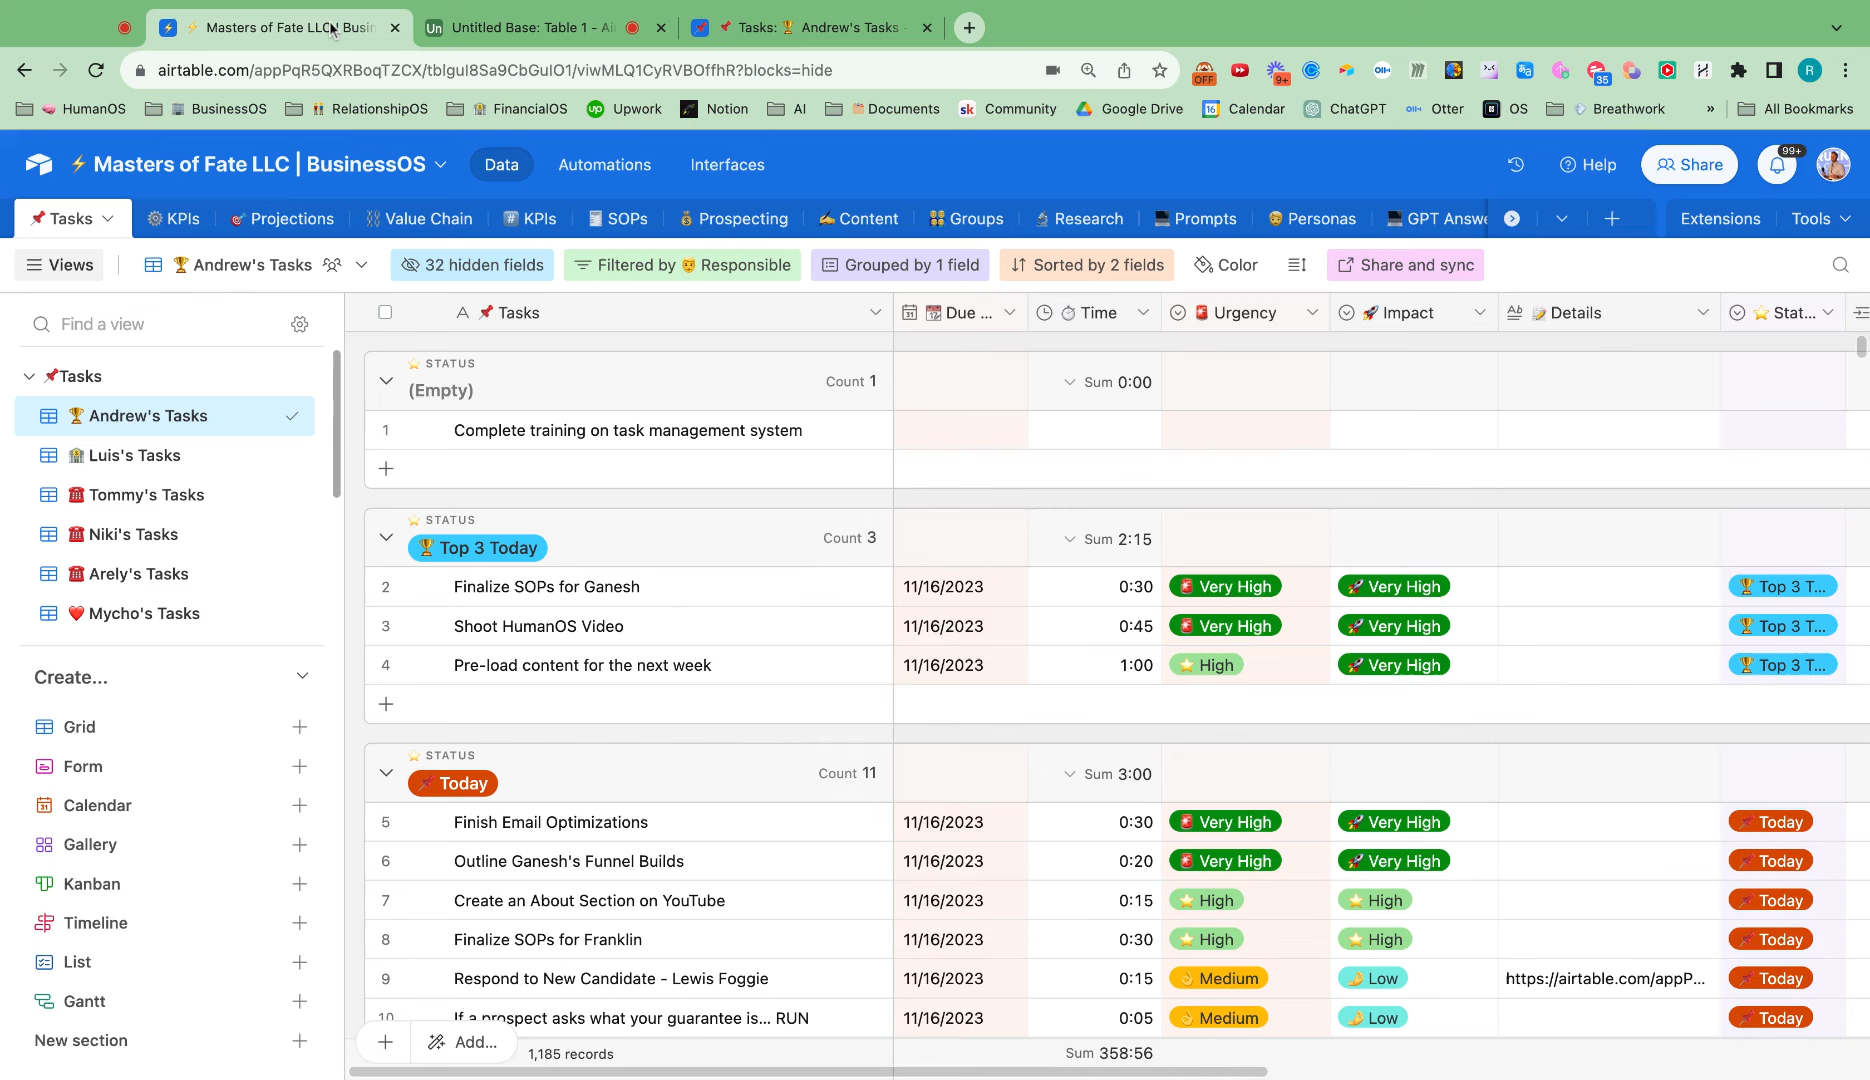 Masters of Fate LLC | Busin
Un
Untitled Base: Table 1 - Ai
Tasks: Andrew's Tasks
airtable.com/appPqR5QXRBoqTZCX/tblgul8Sa9CbGulO1/viwMLQ1CyRVBOffhR?blocks=hide
OFF
9+
35
R
HumanOS
BusinessOS
RelationshipOS
FinancialOS
up Upwork
Notion
AI
Documents
sk Community
Google Drive
16 Calendar
ChatGPT
Otter
OS
Breathwork
»
All Bookmarks
Masters of Fate LLC | BusinessOS
Data
Automations
Interfaces
Help
Share
99+
Tasks
KPIs
Projections
Value Chain
KPIs
SOPs
Prospecting
Content
Groups
Research
Prompts
Personas
GPT Answe
Extensions
Tools
Views
Andrew's Tasks
32 hidden fields
Filtered by Responsible
Grouped by 1 field
Sorted by 2 fields
Color
Share and sync
Find a view
Tasks
Due ...
Time
Urgency
Impact
Details
Stat...
Tasks
Andrew's Tasks
Luis's Tasks
Tommy's Tasks
Niki's Tasks
Arely's Tasks
Mycho's Tasks
Create...
Grid
Form
Calendar
Gallery
Kanban
Timeline
List
Gantt
New section
STATUS
(Empty)
Count 1
Sum 0:00
1 Complete training on task management system
STATUS
Top 3 Today
Count 3
Sum 2:15
2 Finalize SOPs for Ganesh 11/16/2023 0:30 Very High Very High Top 3 T...
3 Shoot HumanOS Video 11/16/2023 0:45 Very High Very High Top 3 T...
4 Pre-load content for the next week 11/16/2023 1:00 High Very High Top 3 T...
STATUS
Today
Count 11
Sum 3:00
5 Finish Email Optimizations 11/16/2023 0:30 Very High Very High Today
6 Outline Ganesh's Funnel Builds 11/16/2023 0:20 Very High Very High Today
7 Create an About Section on YouTube 11/16/2023 0:15 High High Today
8 Finalize SOPs for Franklin 11/16/2023 0:30 High High Today
9 Respond to New Candidate - Lewis Foggie 11/16/2023 0:15 Medium Low https://airtable.com/appP... Today
10 If a prospect asks what your guarantee is... RUN 11/16/2023 0:05 Medium Low Today
Add...
1,185 records
Sum 358:56